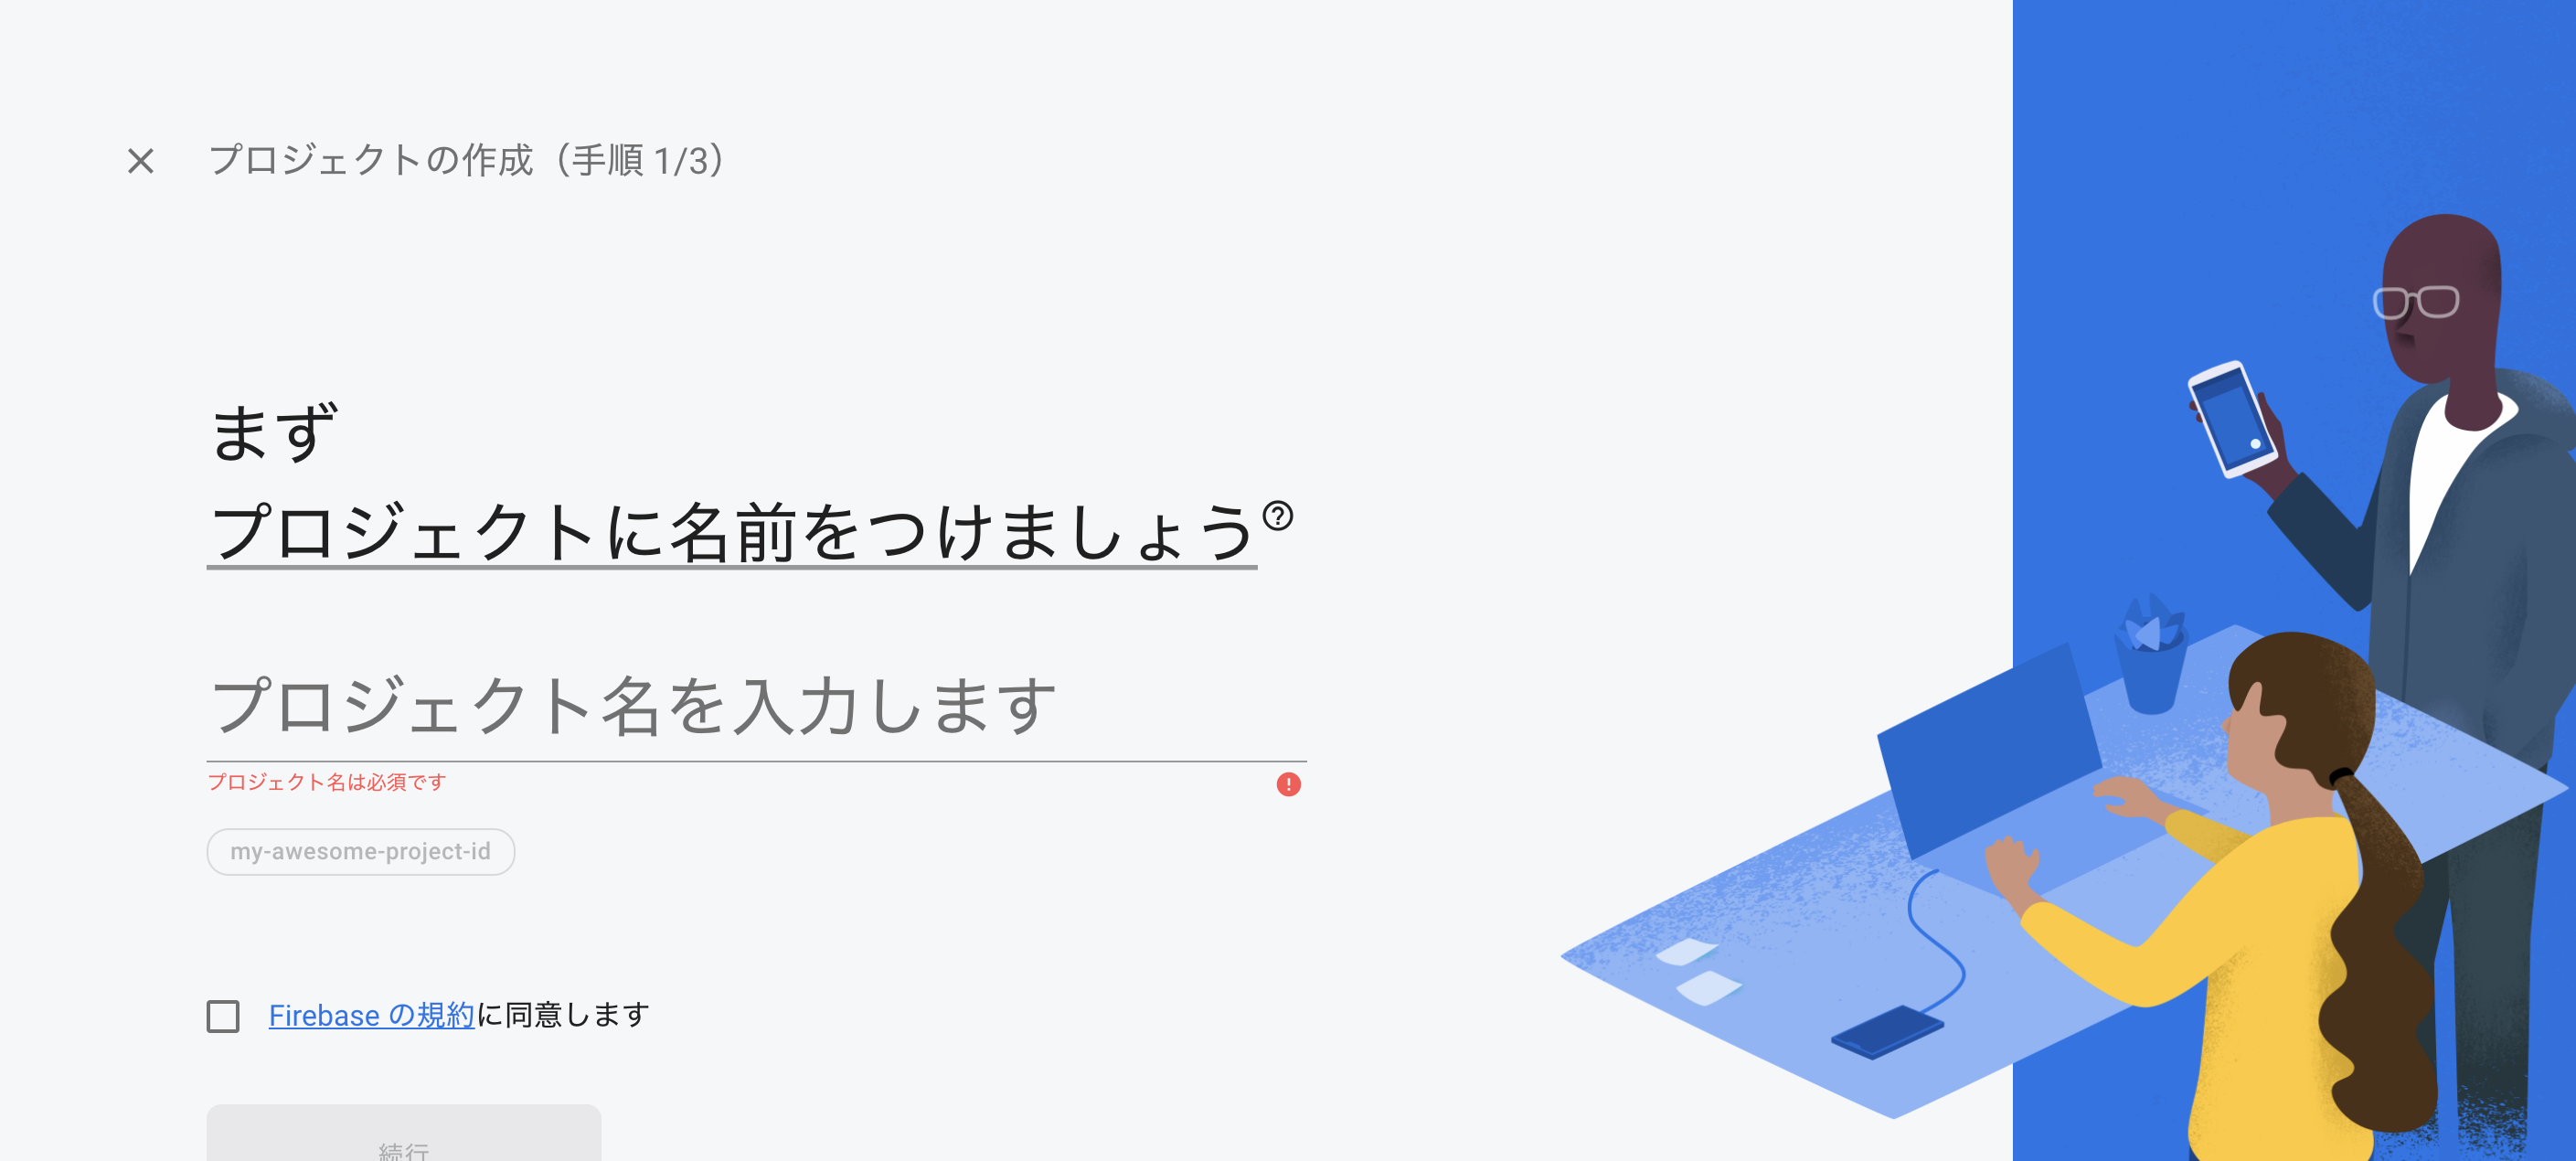 プロジェクトの作成（手順 1/3）
まず
プロジェクトに名前をつけましょう
プロジェクト名を入力します
プロジェクト名は必須です
my-awesome-project-id
Firebase の規約に同意します
続行